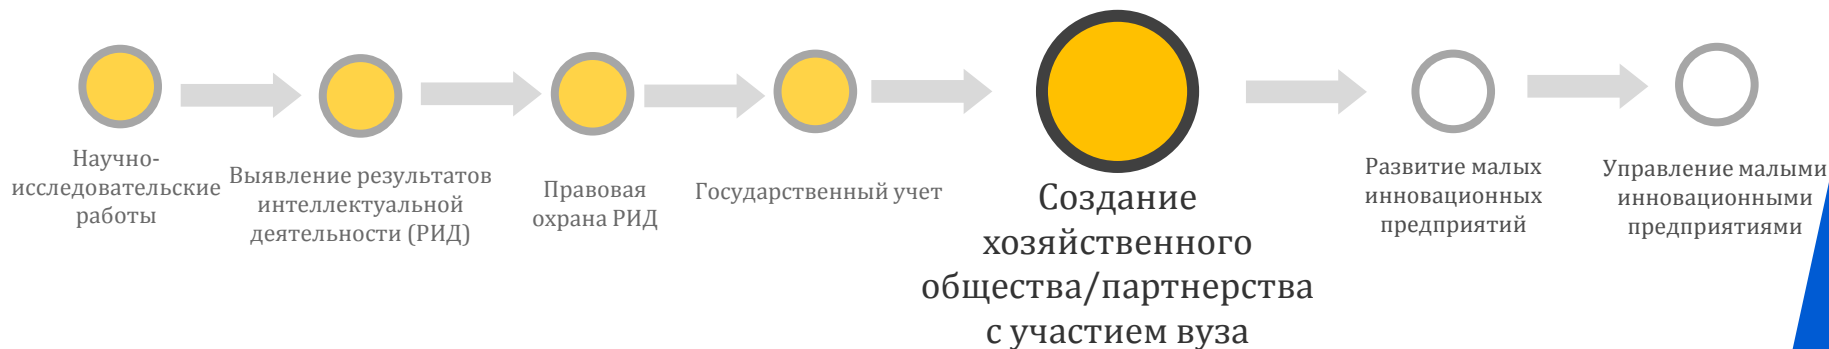 Научно-
исследовательские
работы
Выявление результатов
интеллектуальной
деятельности (РИД)
Правовая
охрана РИД
Государственный учет
Создание
хозяйственного
общества/партнерства
с участием вуза
Развитие малых
инновационных
предприятий
Управление малыми
инновационными
предприятиями